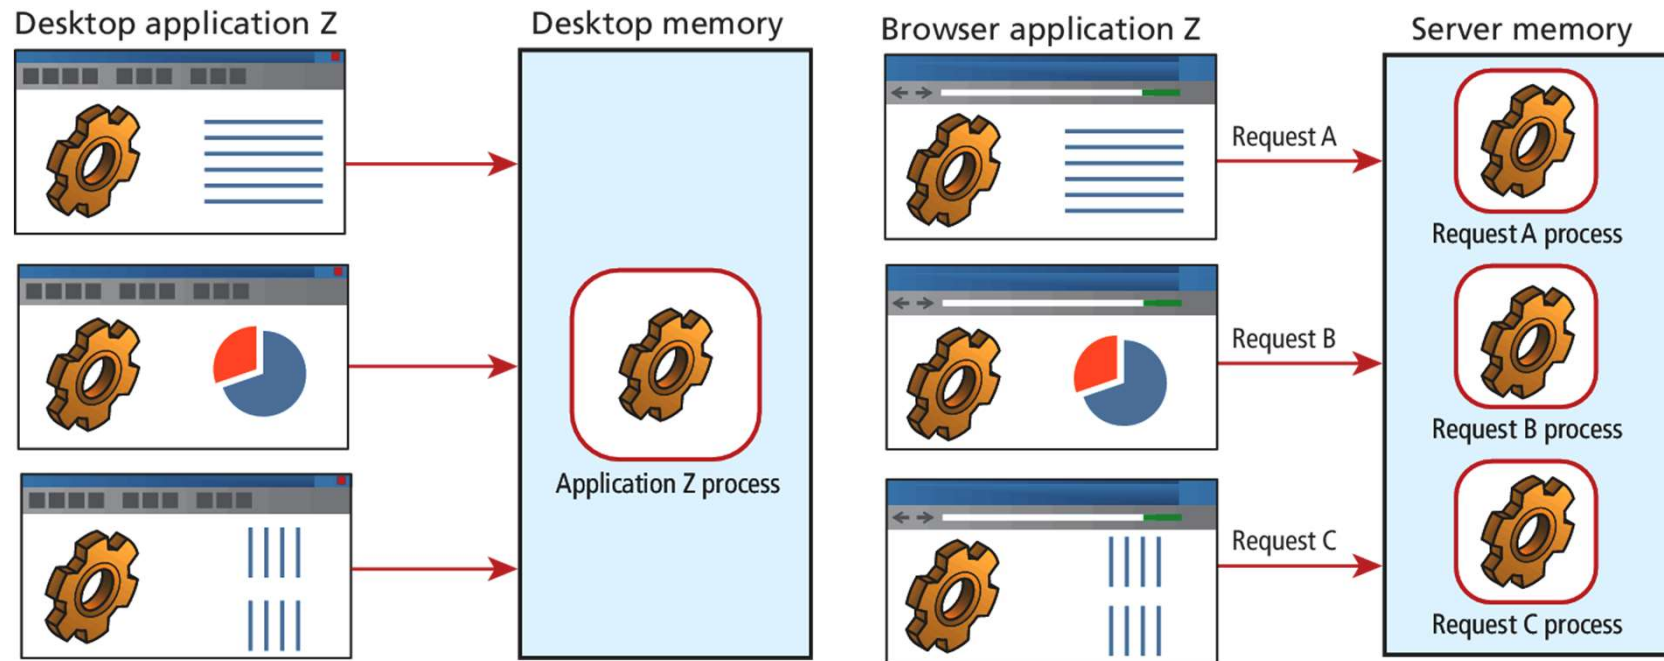 Desktop application Z
Desktop memory
Application Z process
Browser application Z
Server memory
Request A
Request A process
Request B
Request B process
Request C
Request C process